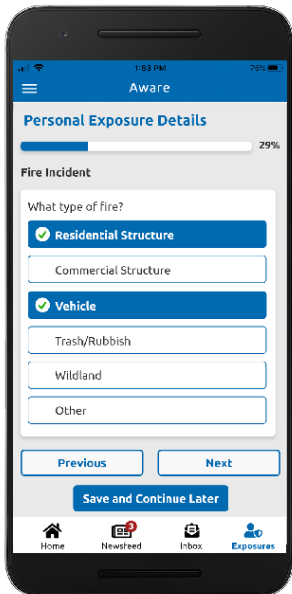 1:53 PM 76%
Aware
Personal Exposure Details
29%
Fire Incident
What type of fire?
Residential Structure
Commercial Structure
Vehicle
Trash/Rubbish
Wildland
Other
Previous Next
Save and Continue Later
3
Home Newsfeed Inbox Exposures